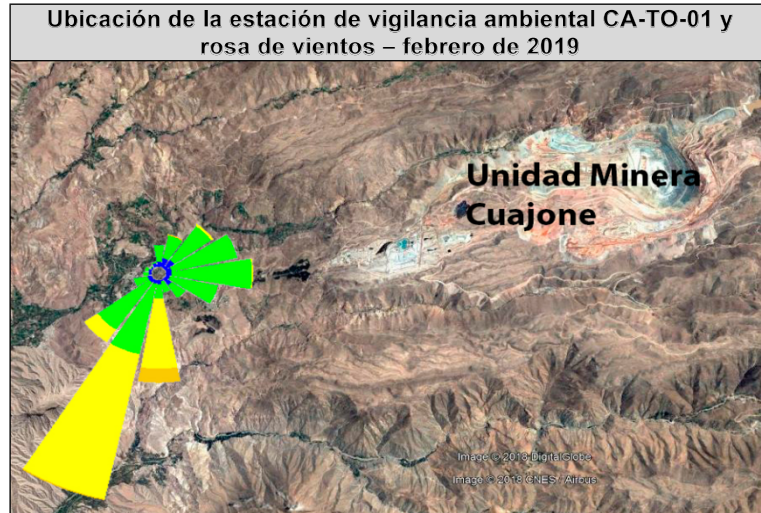 Ubicación de la estación de vigilancia ambiental CA-TO-01 y
rosa de vientos – febrero de 2019
Unidad Minera
Cuajone
Image © 2018 DigitalGlobe
Image © 2018 CNES / Airbus